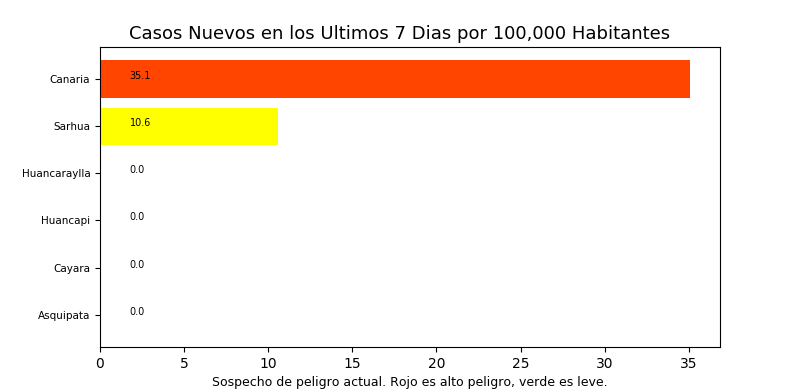 Casos Nuevos en los Ultimos 7 Dias por 100,000 Habitantes
Canaria 35.1
Sarhua 10.6
Huancaraylla 0.0
Huancapi 0.0
Cayara 0.0
Asquipata 0.0
0 5 10 15 20 25 30 35
Sospecho de peligro actual. Rojo es alto peligro, verde es leve.